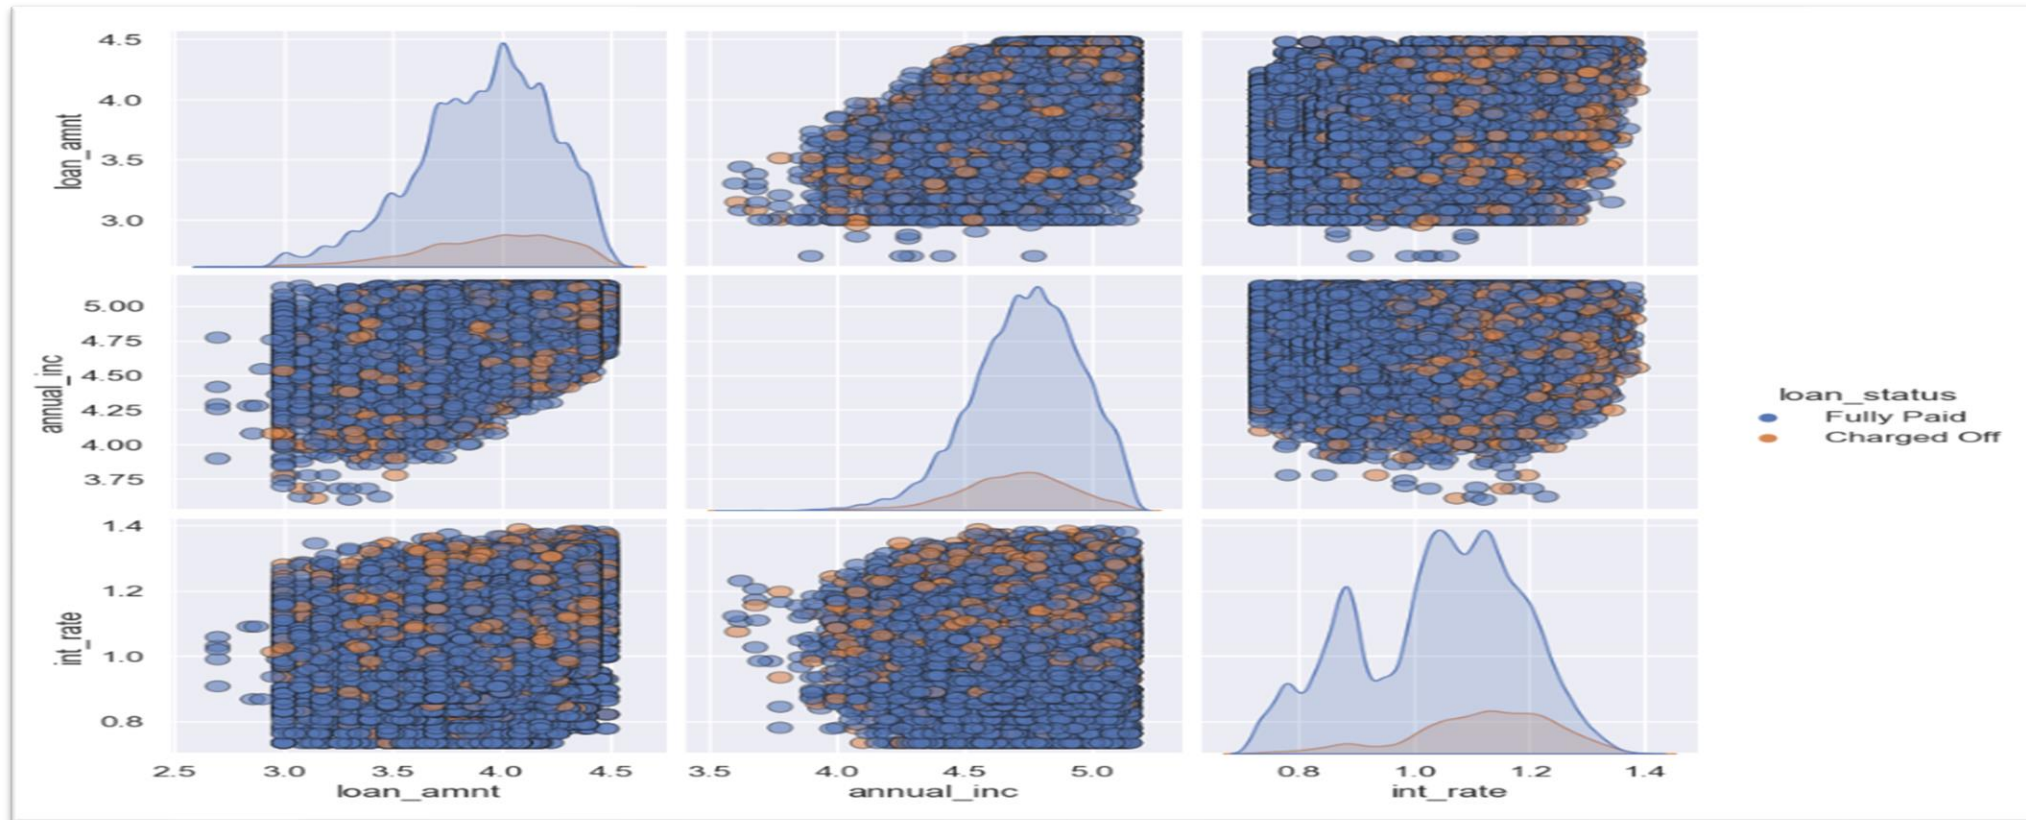 4.5
4.0
3.5
3.0
loan_amnt
5.00
4.75
4.50
4.25
4.00
3.75
annual_inc
1.4
1.2
1.0
0.8
int_rate
2.5 3.0 3.5 4.0 4.5
loan_amnt
3.5 4.0 4.5 5.0
annual_inc
0.8 1.0 1.2 1.4
int_rate
loan_status
Fully Paid
Charged Off